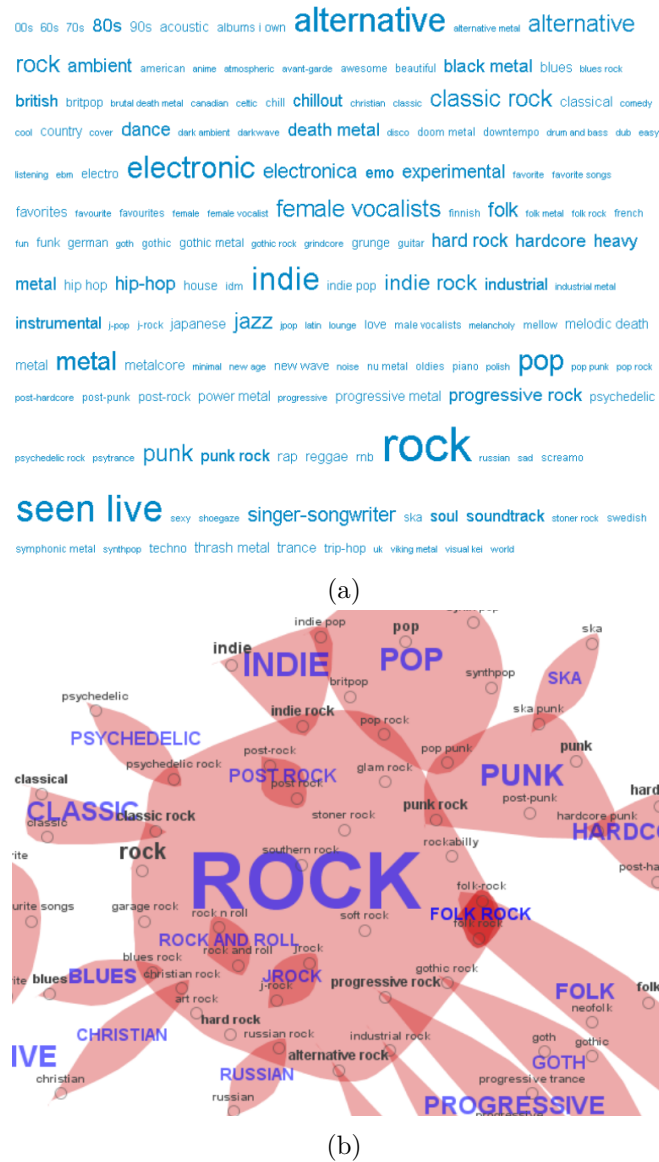 00s 60s 70s 80s 90s acoustic albums i own alternative alternative metal alternative
rock ambient american anime atmospheric avant-garde awesome beautiful black metal blues blues rock
british britpop brutal death metal canadian celtic chill chillout christian classic classic rock classical comedy
cool country cover dance dark ambient darkwave death metal disco doom metal downtempo drum and bass dub easy
listening ebm electro electronic electronica emo experimental favorite favorite songs
favorites favourite favourites female female vocalist female vocalists finnish folk folk metal folk rock french
fun funk german goth gothic gothic metal gothic rock grindcore grunge guitar hard rock hardcore heavy
metal hip hop hip-hop house idm indie indie pop indie rock industrial industrial metal
instrumental j-pop j-rock japanese jazz jpop latin lounge love male vocalists melancholy mellow melodic death
metal metal metalcore minimal new age new wave noise nu metal oldies piano polish pop pop punk pop rock
post-hardcore post-punk post-rock power metal progressive progressive metal progressive rock psychedelic
psychedelic rock psytrance punk punk rock rap reggae rnb rock russian sad screamo
seen live sexy shoegaze singer-songwriter ska soul soundtrack stoner rock swedish
symphonic metal synthpop techno thrash metal trance trip-hop uk viking metal visual kei world
(a)
indie pop pop ska
indie INDIE POP
britpop synthpop SKA
psychedelic indie rock pop rock ska punk
PSYCHEDELIC post-rock pop punk punk
psychedelic rock POST ROCK glam rock PUNK
classical post rock punk rock post-punk hard
CLASSIC classic rock stoner rock hardcore punk
classic rockabilly HARDCO
rock southern rock post-ha
ROCK folk-rock
urite songs garage rock rock n roll soft rock FOLK ROCK
folk rock
ROCK AND ROLL
blues rock rock and roll jrock gothic rock
blues BLUES christian rock j-rock JROCK progressive rock FOLK folk
art rock neofolk
CHRISTIAN hard rock industrial rock goth gothic
IVE russian rock alternative rock GOTH
christian RUSSIAN progressive trance
russian PROGRESSIVE
progressive
(b)